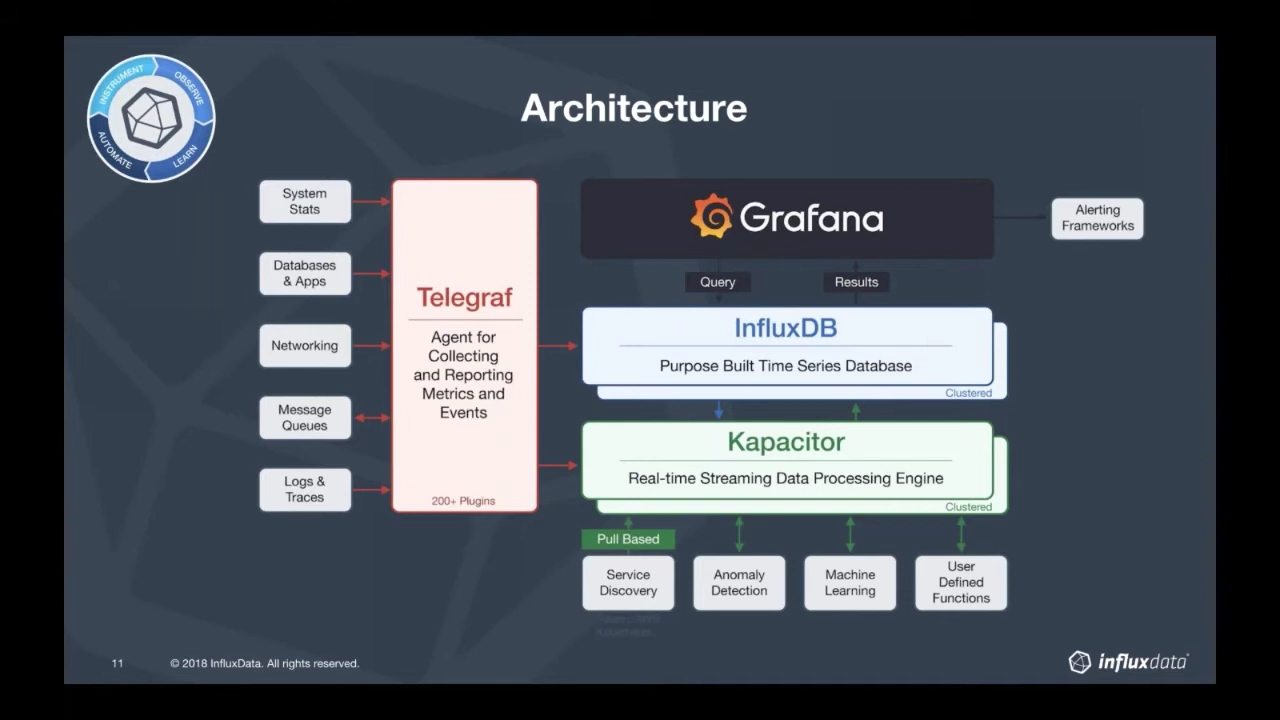 INSTRUMENT
OBSERVE
AUTOMATE
LEARN
Architecture
System
Stats
Databases
& Apps
Networking
Message
Queues
Logs &
Traces
Telegraf
Agent for
Collecting
and Reporting
Metrics and
Events
200+ Plugins
Grafana
Alerting
Frameworks
Query
Results
InfluxDB
Purpose Built Time Series Database
Clustered
Kapacitor
Real-time Streaming Data Processing Engine
Clustered
Pull Based
Service
Discovery
Anomaly
Detection
Machine
Learning
User
Defined
Functions
11
© 2018 InfluxData. All rights reserved.
influxdata